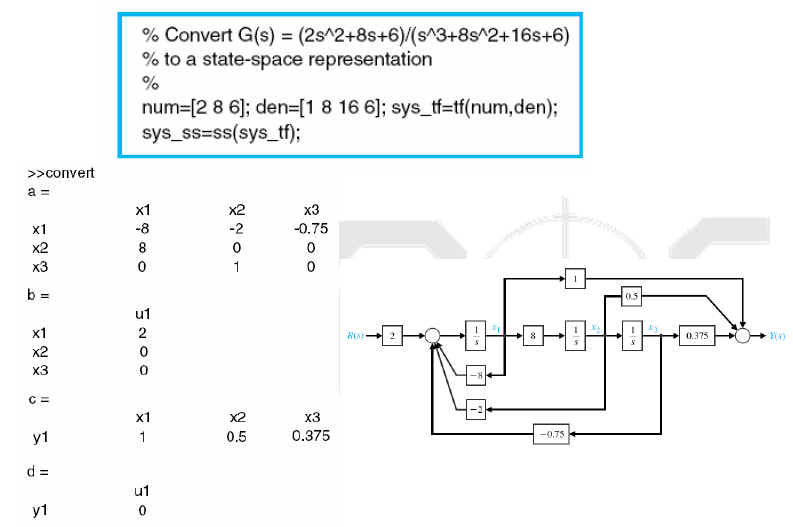 % Convert G(s) = (2s^2+8s+6)/(s^3+8s^2+16s+6)
% to a state-space representation
%
num=[2 8 6]; den=[1 8 16 6]; sys_tf=tf(num,den);
sys_ss=ss(sys_tf);
>>convert
a =
x1 x2 x3
x1 -8 -2 -0.75
x2 8 0 0
x3 0 1 0
b =
u1
x1 2
x2 0
x3 0
c =
x1 x2 x3
y1 1 0.5 0.375
d =
u1
y1 0
1
0.5
R(s) 2 1/s x1 8 1/s x2 1/s x3 0.375 Y(s)
−8
−2
−0.75